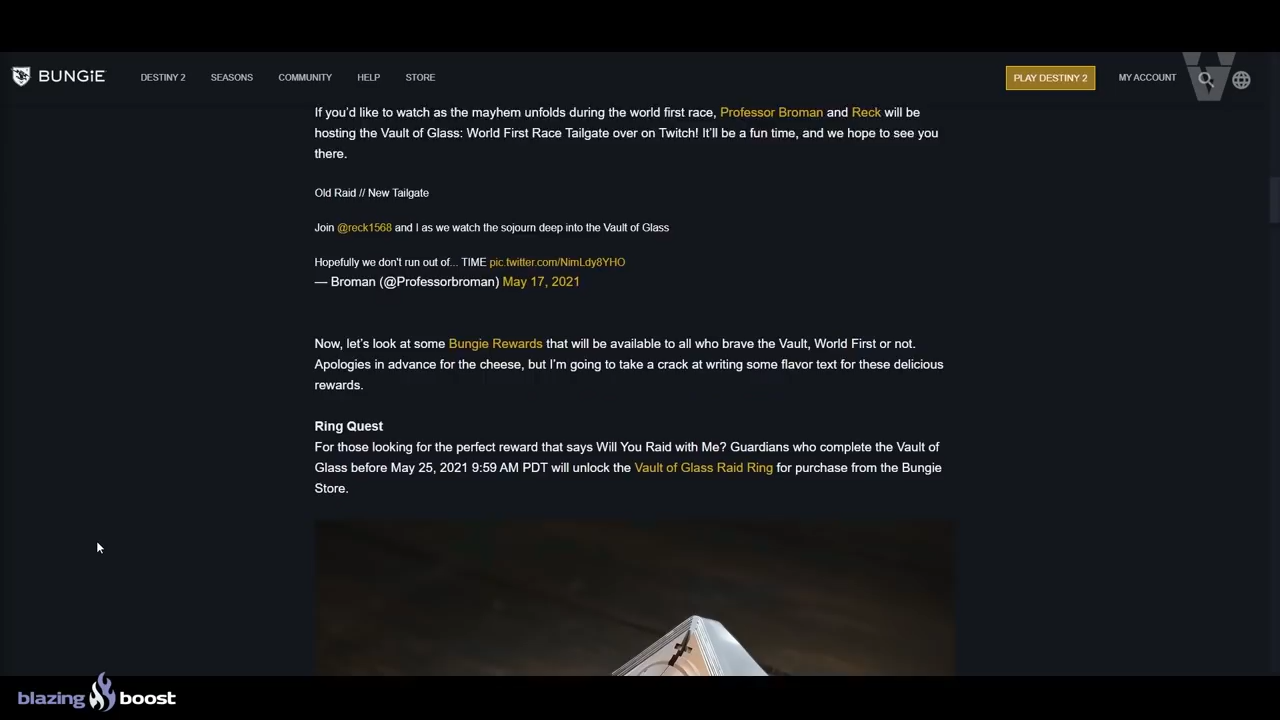 BUNGiE
DESTINY 2 SEASONS COMMUNITY HELP STORE PLAY DESTINY 2 MY ACCOUNT
If you'd like to watch as the mayhem unfolds during the world first race, Professor Broman and Reck will be
hosting the Vault of Glass: World First Race Tailgate over on Twitch! It'll be a fun time, and we hope to see you
there.
Old Raid // New Tailgate
Join @reck1568 and I as we watch the sojourn deep into the Vault of Glass
Hopefully we don't run out of... TIME pic.twitter.com/NimLdy8YHO
— Broman (@Professorbroman) May 17, 2021
Now, let's look at some Bungie Rewards that will be available to all who brave the Vault, World First or not.
Apologies in advance for the cheese, but I'm going to take a crack at writing some flavor text for these delicious
rewards.
Ring Quest
For those looking for the perfect reward that says Will You Raid with Me? Guardians who complete the Vault of
Glass before May 25, 2021 9:59 AM PDT will unlock the Vault of Glass Raid Ring for purchase from the Bungie
Store.
blazing boost